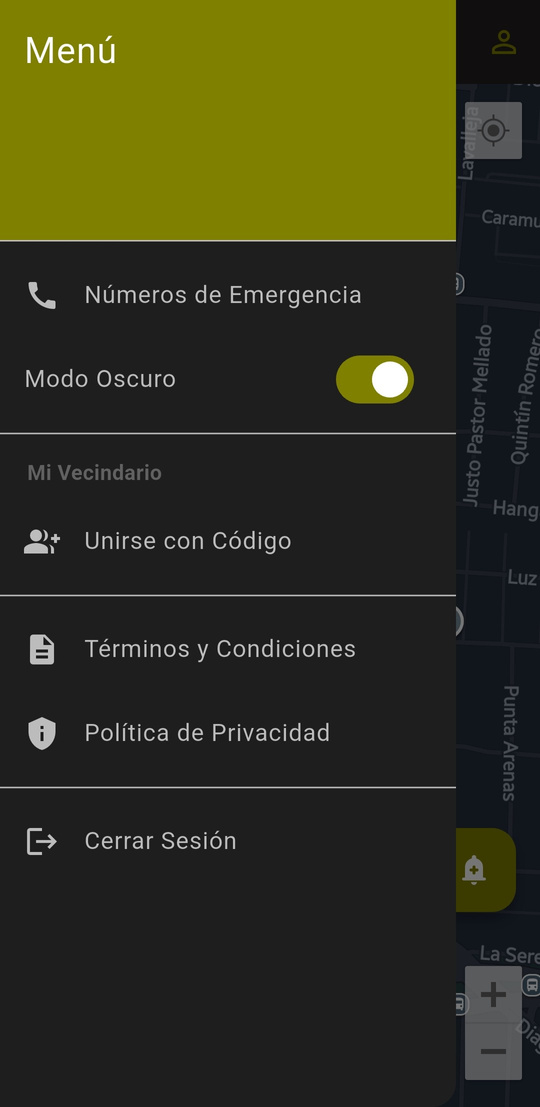 Menú
Números de Emergencia
Modo Oscuro
Mi Vecindario
Unirse con Código
Términos y Condiciones
Política de Privacidad
Cerrar Sesión
Lavalleja
Caramu
Justo Pastor Mellado
Quintín Romero
Hang
Luz
Punta Arenas
La Sere
Diag